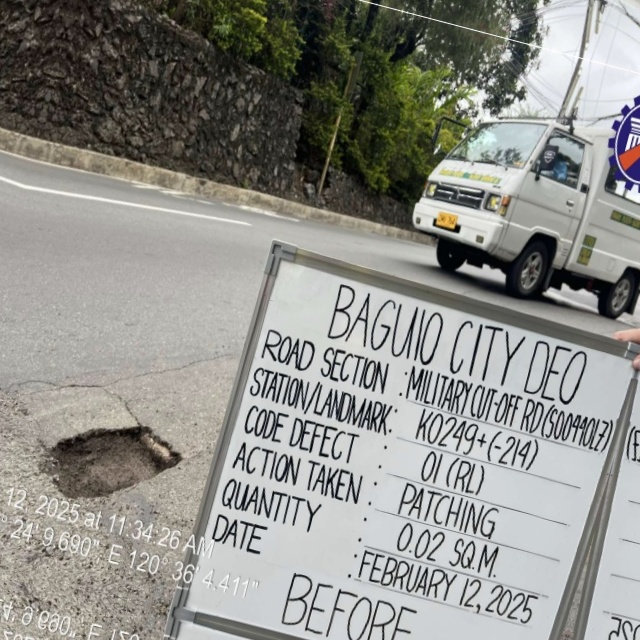 BAGUIO CITY DEO
ROAD SECTION : MILITARY CUT-OFF RD (S00440LZ)
STATION/LANDMARK: K0249+(-214)
CODE DEFECT : 01 (RL)
ACTION TAKEN : PATCHING
QUANTITY : 0.02 SQ.M.
DATE : FEBRUARY 12, 2025
BEFORE
12, 2025 at 11:34:26 AM
24' 9.690", E 120° 36' 4.411"